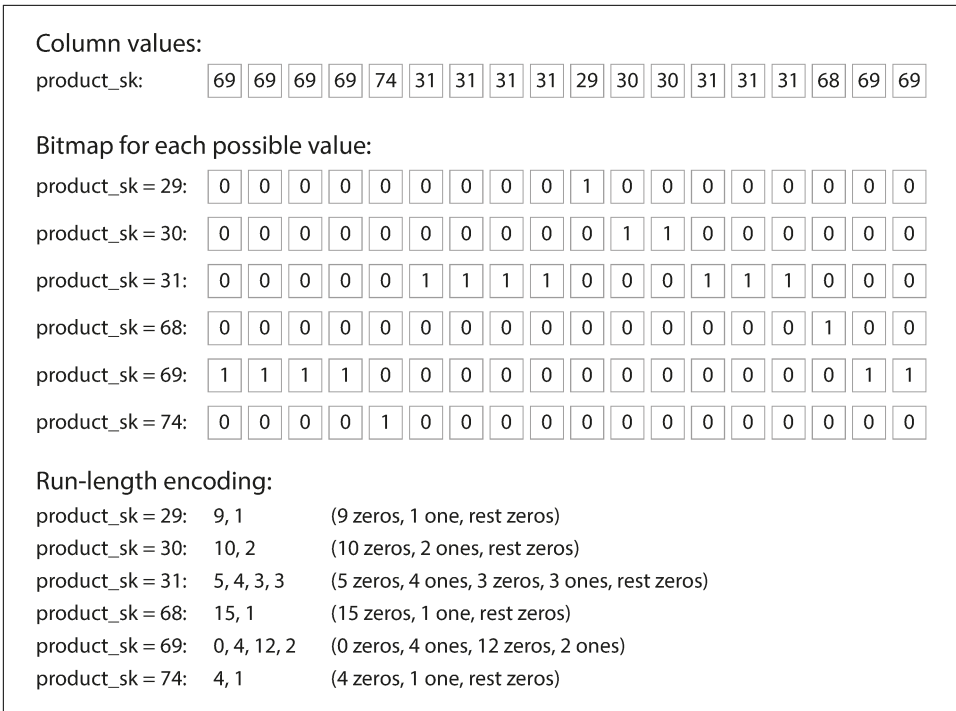 Column values:
product_sk: 69 69 69 69 74 31 31 31 31 29 30 30 31 31 31 68 69 69
Bitmap for each possible value:
product_sk = 29: 0 0 0 0 0 0 0 0 0 1 0 0 0 0 0 0 0 0
product_sk = 30: 0 0 0 0 0 0 0 0 0 0 1 1 0 0 0 0 0 0
product_sk = 31: 0 0 0 0 0 1 1 1 1 0 0 0 1 1 1 0 0 0
product_sk = 68: 0 0 0 0 0 0 0 0 0 0 0 0 0 0 0 1 0 0
product_sk = 69: 1 1 1 1 0 0 0 0 0 0 0 0 0 0 0 0 1 1
product_sk = 74: 0 0 0 0 1 0 0 0 0 0 0 0 0 0 0 0 0 0
Run-length encoding:
product_sk = 29: 9, 1 (9 zeros, 1 one, rest zeros)
product_sk = 30: 10, 2 (10 zeros, 2 ones, rest zeros)
product_sk = 31: 5, 4, 3, 3 (5 zeros, 4 ones, 3 zeros, 3 ones, rest zeros)
product_sk = 68: 15, 1 (15 zeros, 1 one, rest zeros)
product_sk = 69: 0, 4, 12, 2 (0 zeros, 4 ones, 12 zeros, 2 ones)
product_sk = 74: 4, 1 (4 zeros, 1 one, rest zeros)